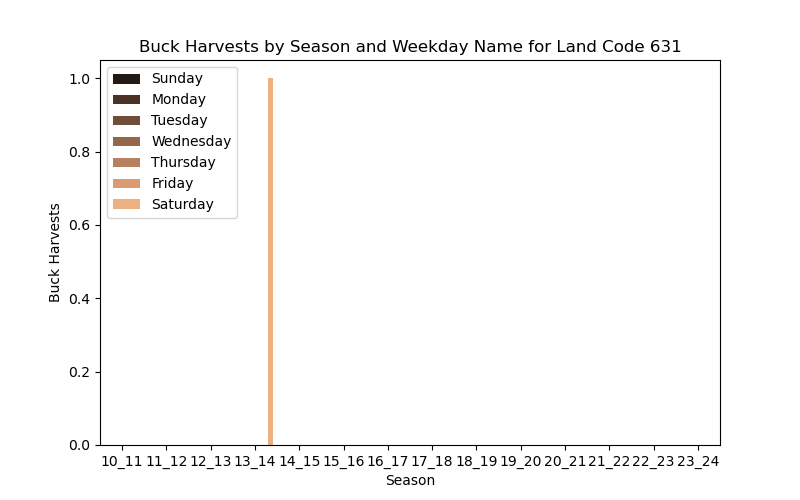 Buck Harvests by Season and Weekday Name for Land Code 631
1.0
0.8
0.6
0.4
0.2
0.0
Buck Harvests
Sunday
Monday
Tuesday
Wednesday
Thursday
Friday
Saturday
10_11 11_12 12_13 13_14 14_15 15_16 16_17 17_18 18_19 19_20 20_21 21_22 22_23 23_24
Season